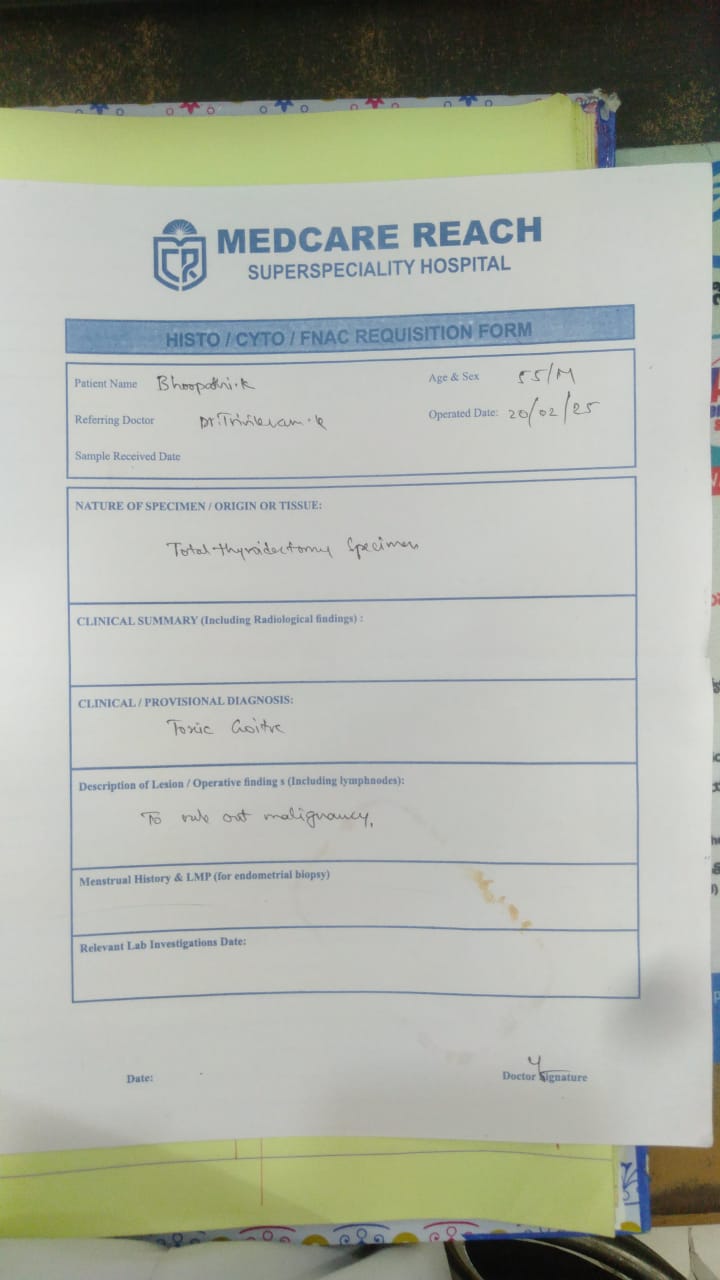 MEDCARE REACH
SUPERSPECIALITY HOSPITAL
HISTO / CYTO / FNAC REQUISITION FORM
Patient Name Bhoopathi.k Age & Sex 55/M
Referring Doctor Dr.Trivikram.k Operated Date: 20/02/25
Sample Received Date
NATURE OF SPECIMEN / ORIGIN OR TISSUE:
Total thyroidectomy Specimen
CLINICAL SUMMARY (Including Radiological findings) :
CLINICAL / PROVISIONAL DIAGNOSIS:
Toxic Goitre
Description of Lesion / Operative finding s (Including lymphnodes):
To rule out malignancy.
Menstrual History & LMP (for endometrial biopsy)
Relevant Lab Investigations Date:
Date: Doctor Signature